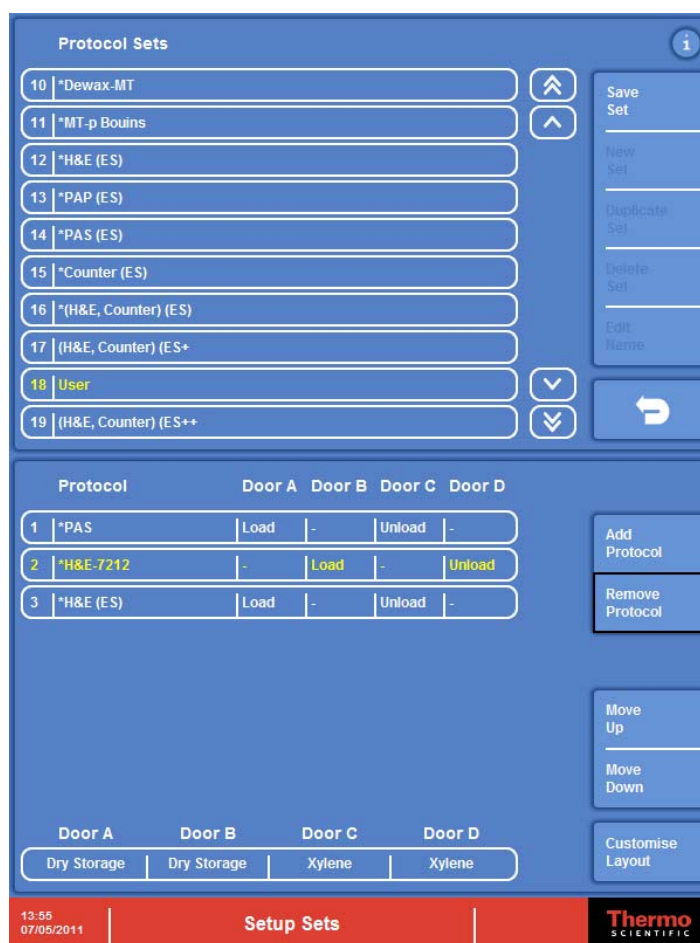 Protocol Sets
i
10 *Dewax-MT
11 *MT-p Bouins
12 *H&E (ES)
13 *PAP (ES)
14 *PAS (ES)
15 *Counter (ES)
16 *(H&E, Counter) (ES)
17 (H&E, Counter) (ES+
18 User
19 (H&E, Counter) (ES++
Save
Set
New
Set
Duplicate
Set
Delete
Set
Edit
Name
Protocol Door A Door B Door C Door D
1 *PAS Load - Unload -
2 *H&E-7212 - Load - Unload
3 *H&E (ES) Load - Unload -
Add
Protocol
Remove
Protocol
Move
Up
Move
Down
Customise
Layout
Door A Door B Door C Door D
Dry Storage Dry Storage Xylene Xylene
13:55
07/05/2011
Setup Sets
Thermo
SCIENTIFIC